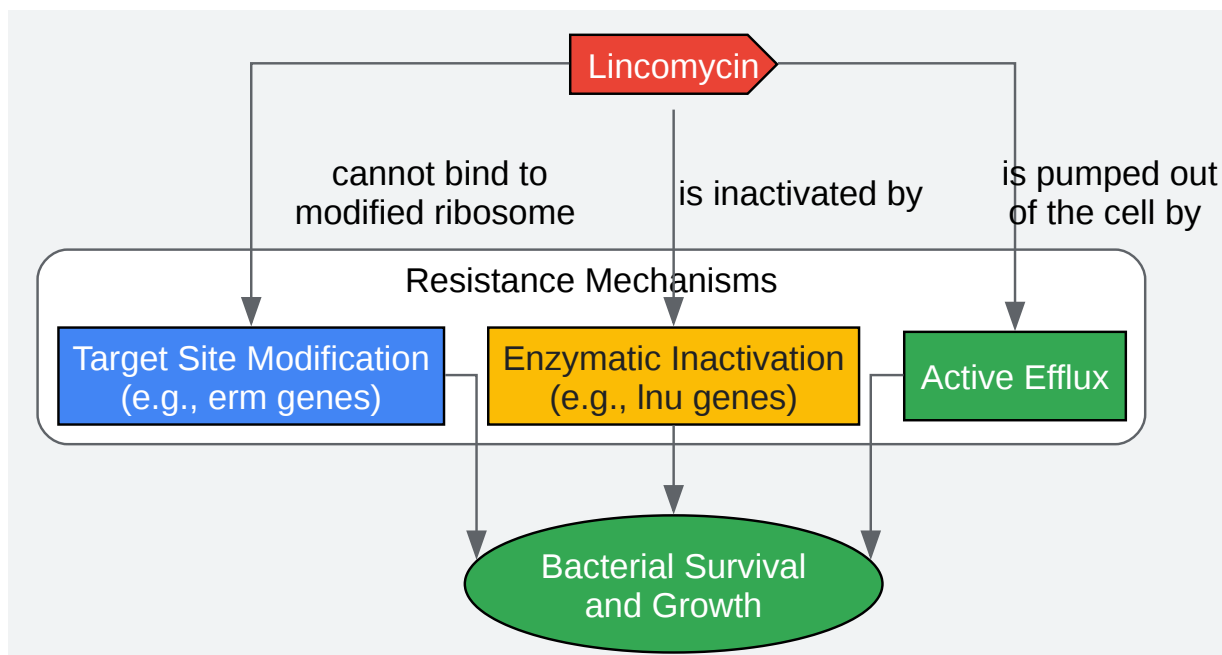 Lincomycin
cannot bind to
modified ribosome
is inactivated by
is pumped out
of the cell by
Resistance Mechanisms
Target Site Modification
(e.g., erm genes)
Enzymatic Inactivation
(e.g., lnu genes)
Active Efflux
Bacterial Survival
and Growth